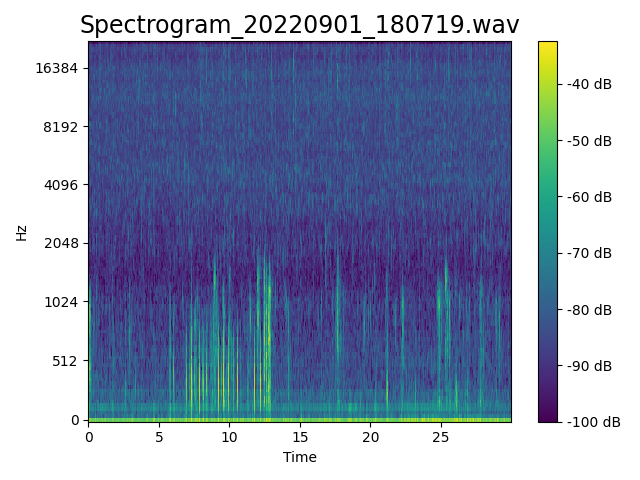 Spectrogram_20220901_180719.wav
16384
8192
4096
2048
1024
512
0
Hz
0 5 10 15 20 25
Time
-40 dB
-50 dB
-60 dB
-70 dB
-80 dB
-90 dB
-100 dB